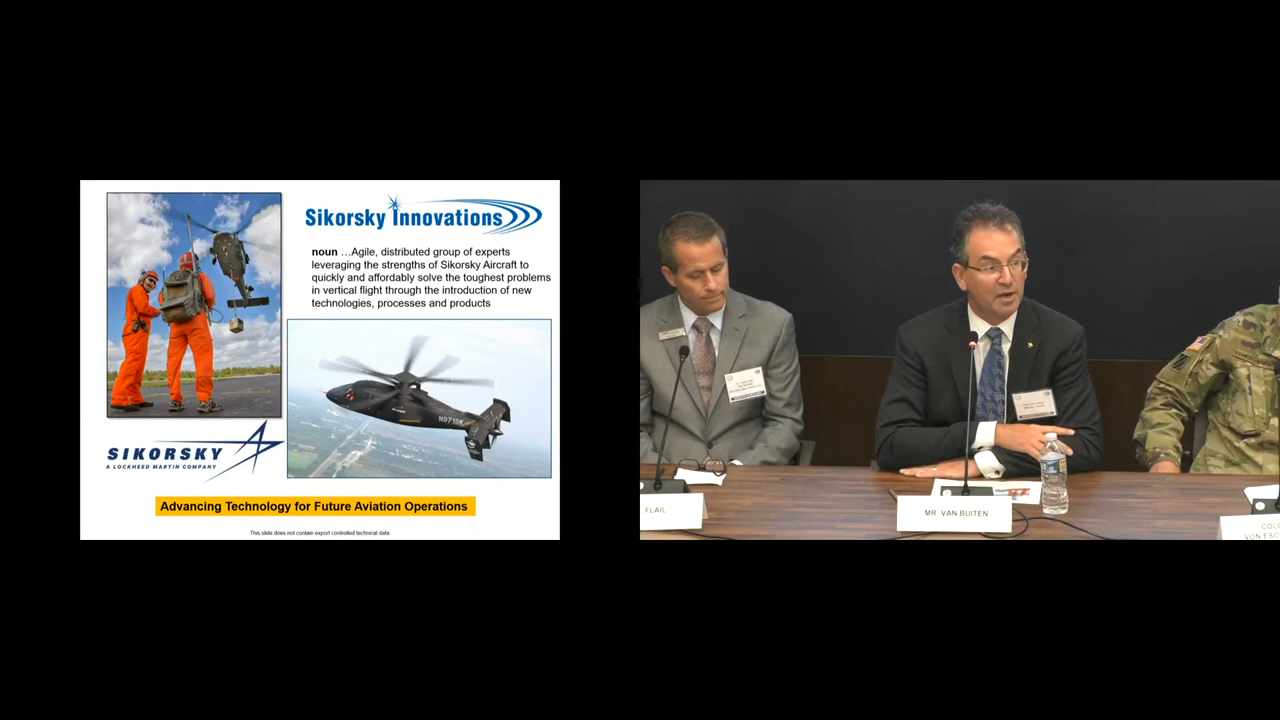 Sikorsky Innovations
noun …Agile, distributed group of experts
leveraging the strengths of Sikorsky Aircraft to
quickly and affordably solve the toughest problems
in vertical flight through the introduction of new
technologies, processes and products
SIKORSKY
A LOCKHEED MARTIN COMPANY
Advancing Technology for Future Aviation Operations
This slide does not contain export controlled technical data
FLAIL
MR. VAN BUITEN